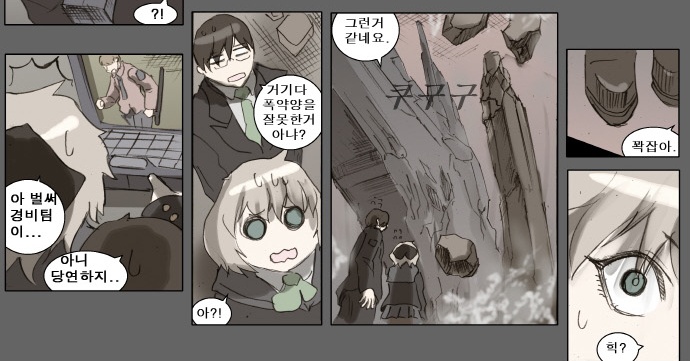 ?!
아 벌써
경비팀
이...
아니
당연하지..
거기다
폭약양을
잘못한거
아냐?
아?!
그런거
같네요.
쿠구구
꽉잡아.
힉?